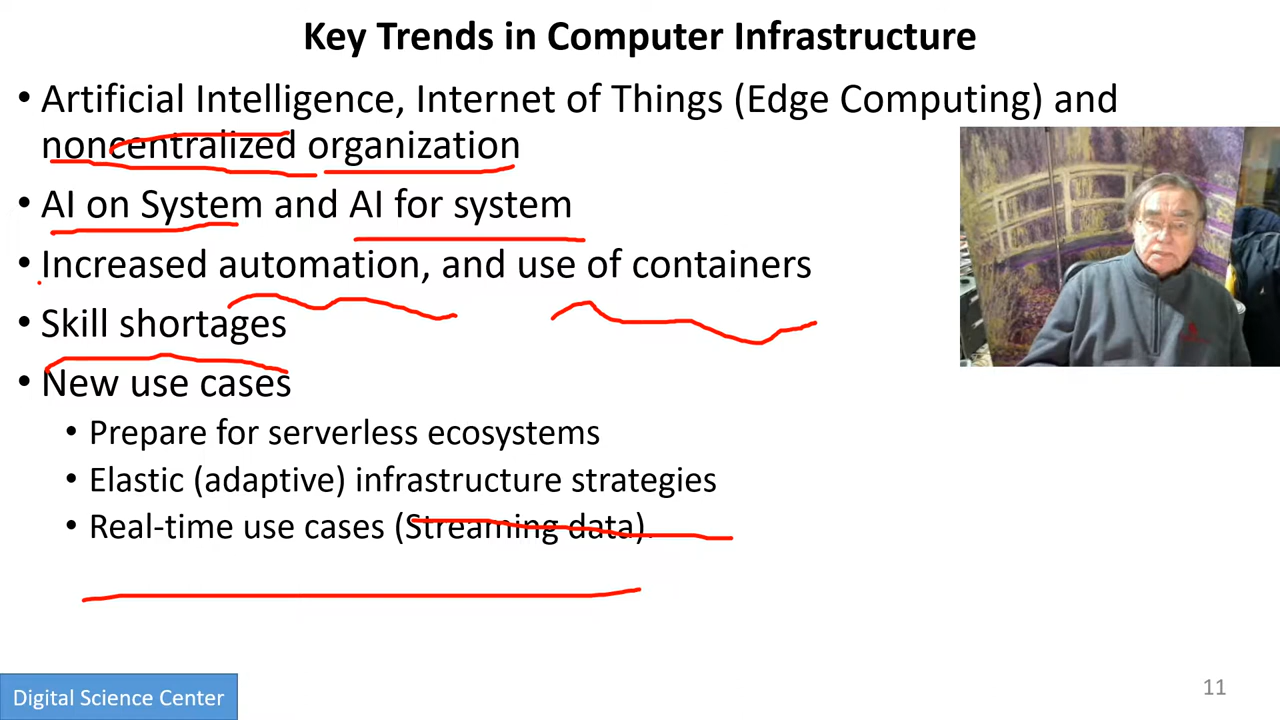 Key Trends in Computer Infrastructure
• Artificial Intelligence, Internet of Things (Edge Computing) and
noncentralized organization
• AI on System and AI for system
• Increased automation, and use of containers
• Skill shortages
• New use cases
• Prepare for serverless ecosystems
• Elastic (adaptive) infrastructure strategies
• Real-time use cases (Streaming data).
Digital Science Center
11